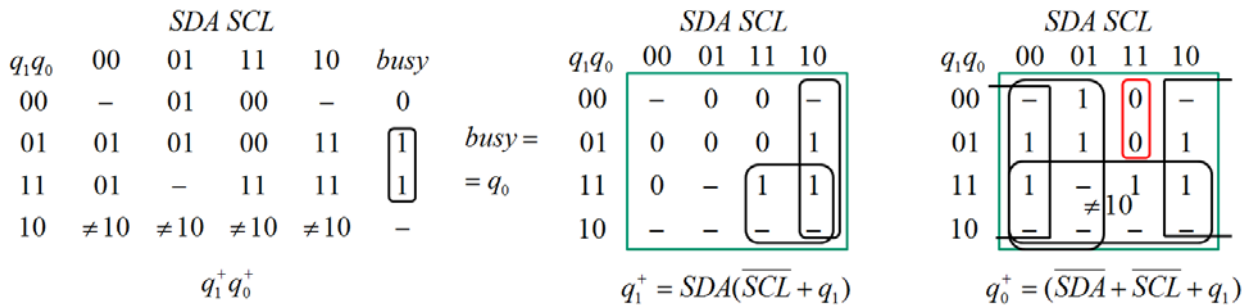 SDA SCL SDA SCL SDA SCL
q₁q₀ 00 01 11 10 busy q₁q₀ 00 01 11 10 q₁q₀ 00 01 11 10
00 – 01 00 – 0 00 – 0 0 – 00 – 1 0 –
01 01 01 00 11 1 busy = 01 0 0 0 1 01 1 1 0 1
11 01 – 11 11 1 = q₀ 11 0 – 1 1 11 1 – 1 1
≠10
10 ≠10 ≠10 ≠10 ≠10 – 10 – – – – 10 – – – –
q₁⁺q₀⁺ q₁⁺ = SDA(S̅C̅L̅ + q₁) q₀⁺ = (S̅D̅A̅ + S̅C̅L̅ + q₁)